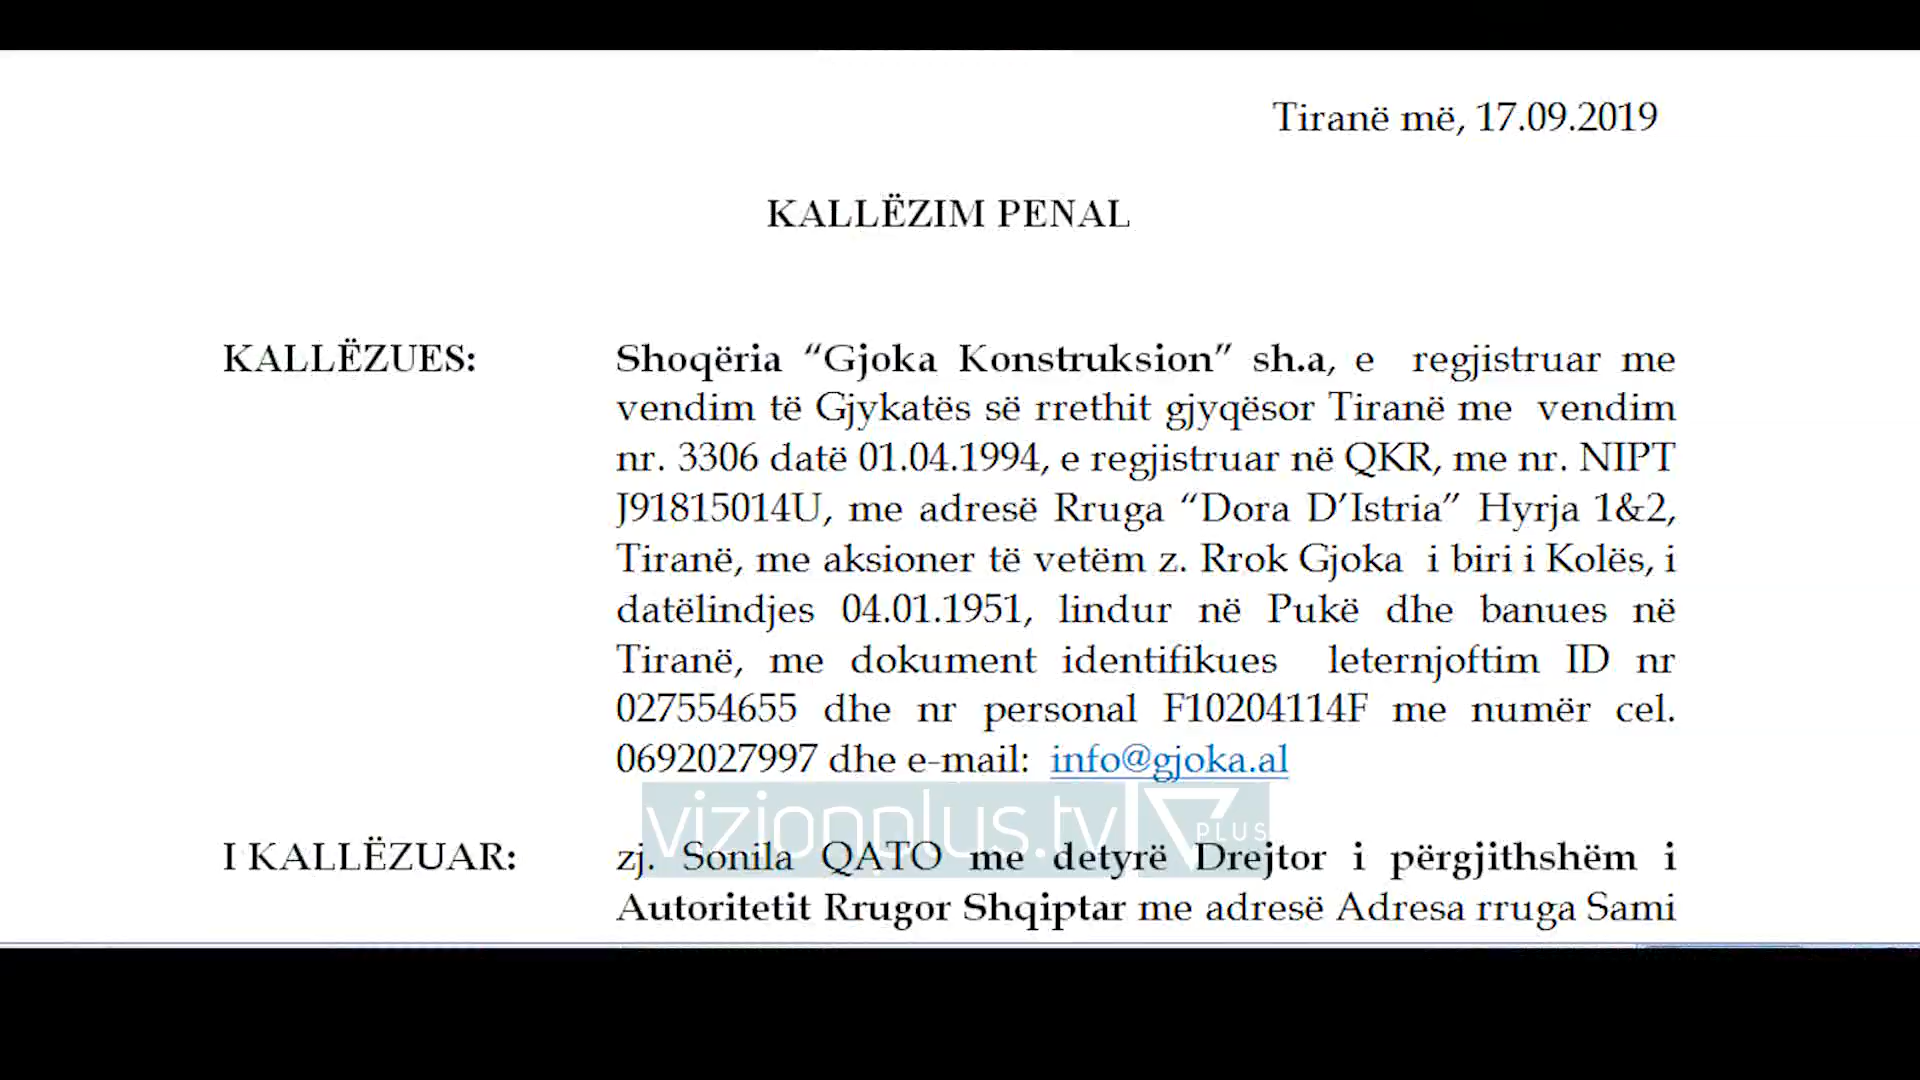 Tiranë më, 17.09.2019
KALLËZIM PENAL
KALLËZUES:
Shoqëria “Gjoka Konstruksion” sh.a, e regjistruar me
vendim të Gjykatës së rrethit gjyqësor Tiranë me vendim
nr. 3306 datë 01.04.1994, e regjistruar në QKR, me nr. NIPT
J91815014U, me adresë Rruga “Dora D’Istria” Hyrja 1&2,
Tiranë, me aksioner të vetëm z. Rrok Gjoka i biri i Kolës, i
datëlindjes 04.01.1951, lindur në Pukë dhe banues në
Tiranë, me dokument identifikues leternjoftim ID nr
027554655 dhe nr personal F10204114F me numër cel.
0692027997 dhe e-mail: info@gjoka.al
vizionplus.tv PLUS
I KALLËZUAR:
zj. Sonila QATO me detyrë Drejtor i përgjithshëm i
Autoritetit Rrugor Shqiptar me adresë Adresa rruga Sami